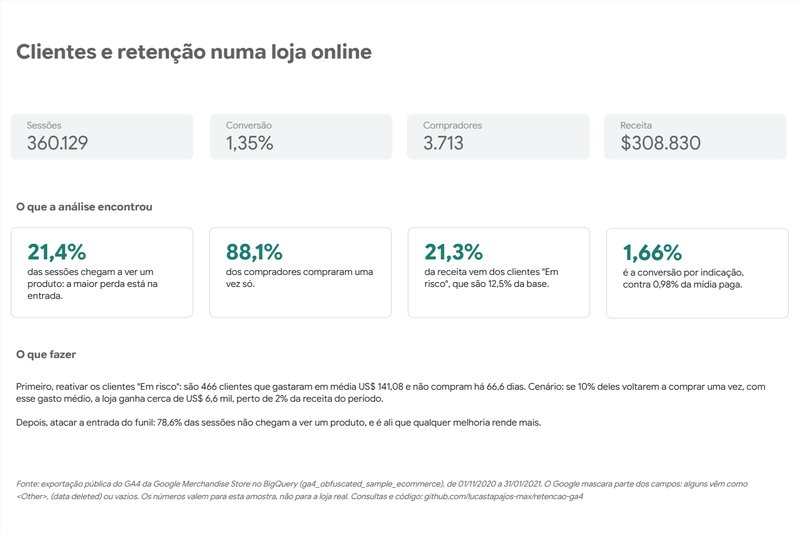 Clientes e retenção numa loja online
Sessões
360.129
Conversão
1,35%
Compradores
3.713
Receita
$308.830
O que a análise encontrou
21,4%
das sessões chegam a ver um
produto: a maior perda está na
entrada.
88,1%
dos compradores compraram uma
vez só.
21,3%
da receita vem dos clientes "Em
risco", que são 12,5% da base.
1,66%
é a conversão por indicação,
contra 0,98% da mídia paga.
O que fazer
Primeiro, reativar os clientes "Em risco": são 466 clientes que gastaram em média US$ 141,08 e não compram há 66,6 dias. Cenário: se 10% deles voltarem a comprar uma vez, com
esse gasto médio, a loja ganha cerca de US$ 6,6 mil, perto de 2% da receita do período.
Depois, atacar a entrada do funil: 78,6% das sessões não chegam a ver um produto, e é ali que qualquer melhoria rende mais.
Fonte: exportação pública do GA4 da Google Merchandise Store no BigQuery (ga4_obfuscated_sample_ecommerce), de 01/11/2020 a 31/01/2021. O Google mascara parte dos campos: alguns vêm como
<Other>, (data deleted) ou vazios. Os números valem para esta amostra, não para a loja real. Consultas e código: github.com/lucastapajos-max/retencao-ga4